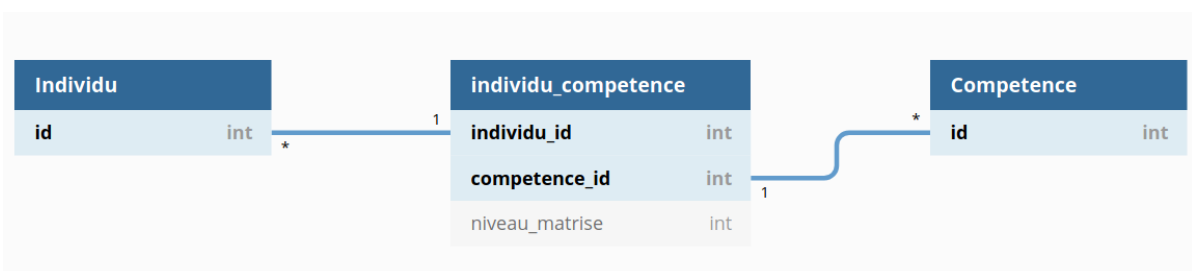 Individu
id int
*
1
individu_competence
individu_id int
competence_id int
niveau_matrise int
1
*
Competence
id int